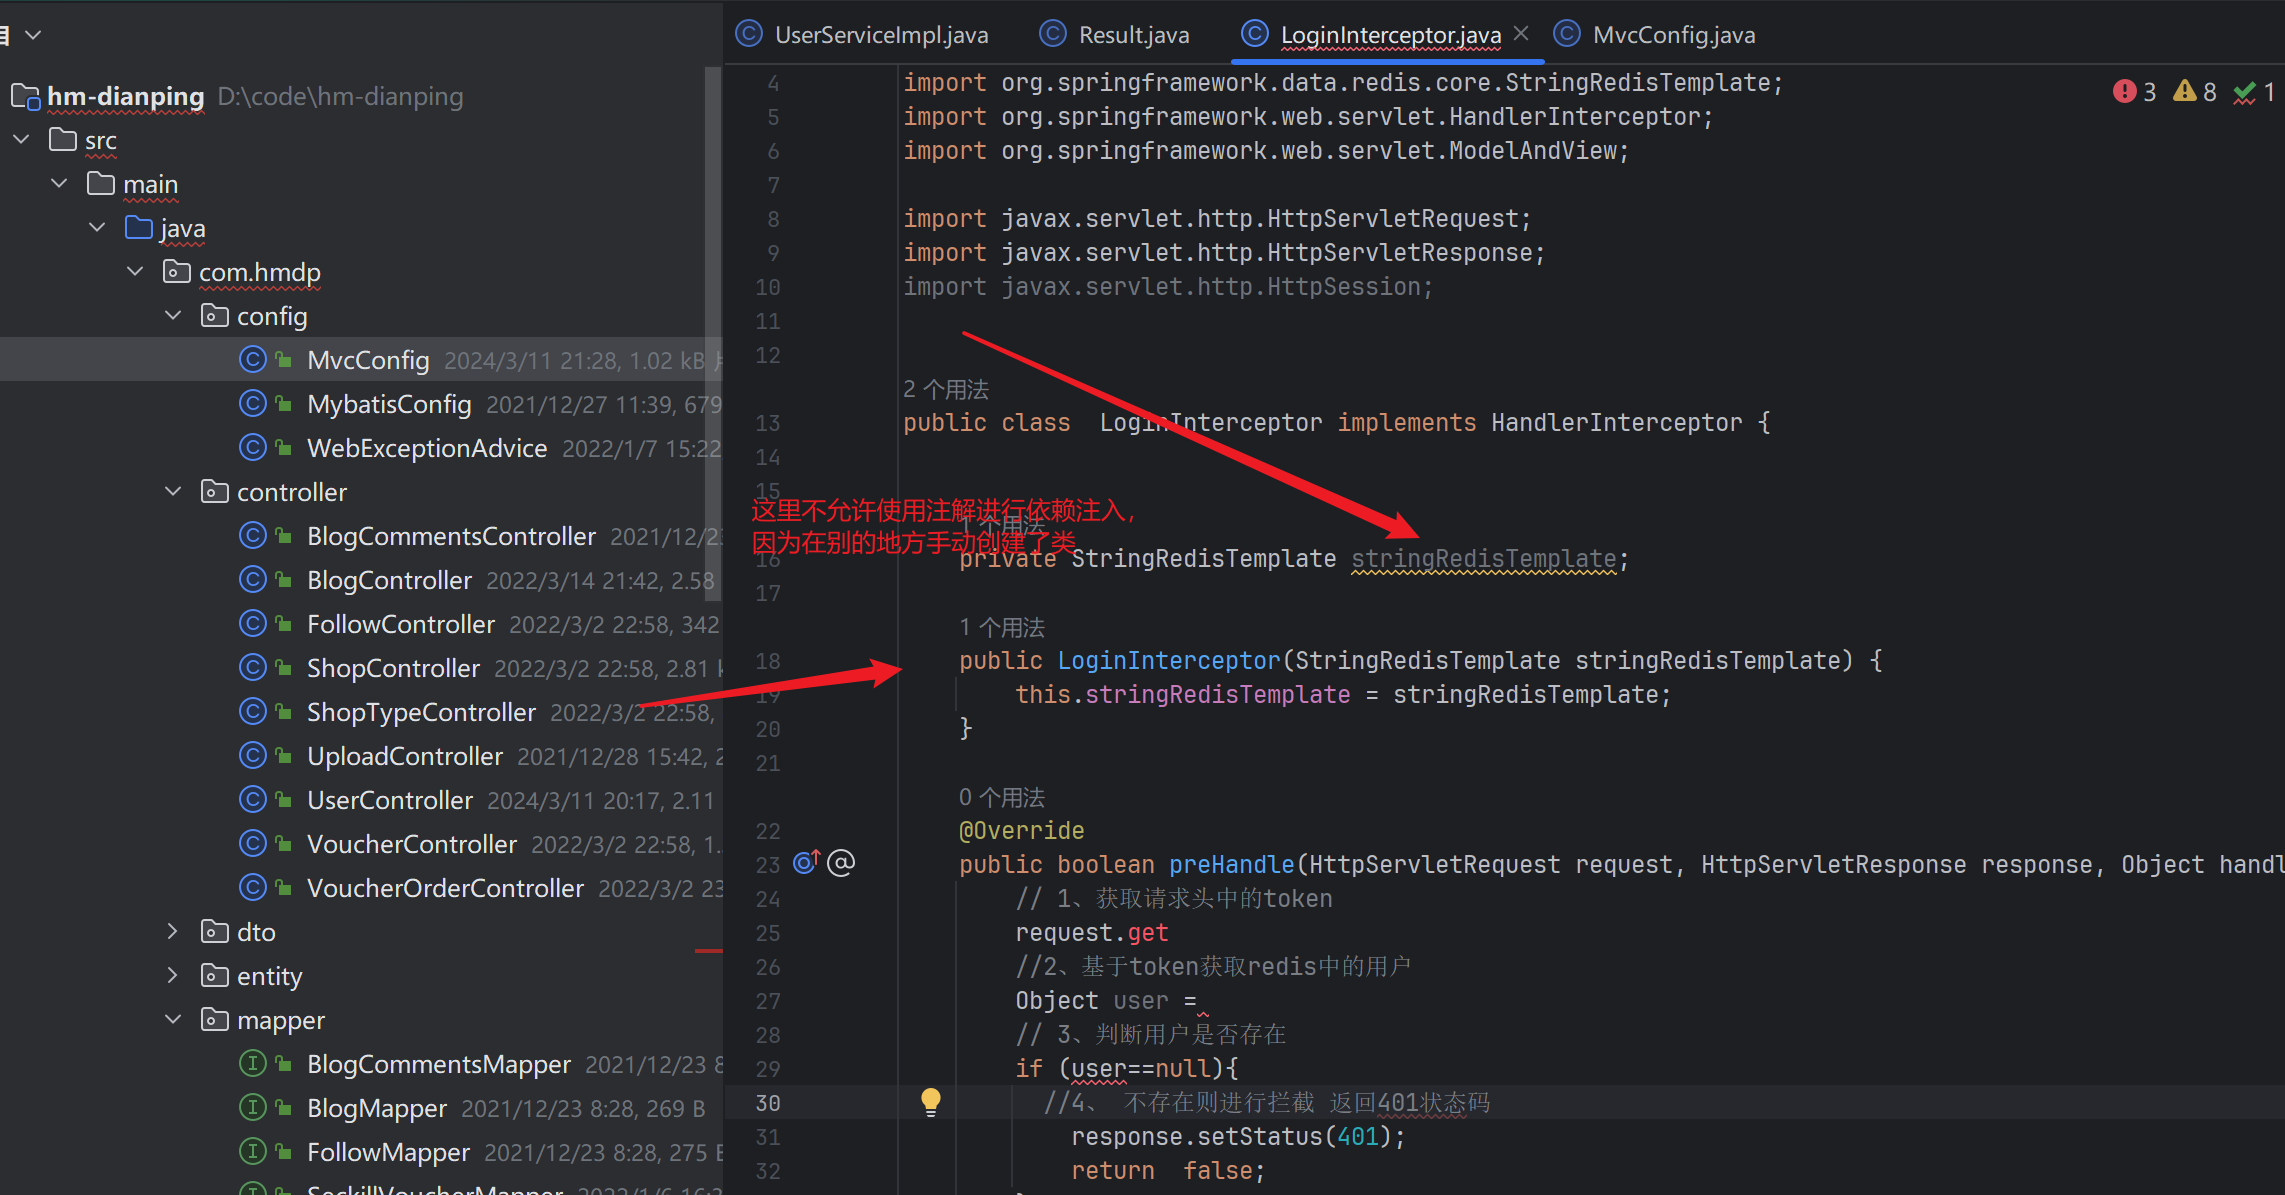 hm-dianping D:\code\hm-dianping
src
main
java
com.hmdp
config
MvcConfig 2024/3/11 21:28, 1.02 kB
MybatisConfig 2021/12/27 11:39, 679
WebExceptionAdvice 2022/1/7 15:22
controller
BlogCommentsController 2021/12/23
BlogController 2022/3/14 21:42, 2.58
FollowController 2022/3/2 22:58, 342
ShopController 2022/3/2 22:58, 2.81 k
ShopTypeController 2022/3/2 22:58,
UploadController 2021/12/28 15:42, 2
UserController 2024/3/11 20:17, 2.11
VoucherController 2022/3/2 22:58, 1.
VoucherOrderController 2022/3/2 23
dto
entity
mapper
BlogCommentsMapper 2021/12/23 8
BlogMapper 2021/12/23 8:28, 269 B
FollowMapper 2021/12/23 8:28, 275 B
SeckillVoucherMapper 2022/1/6 16:3
UserServiceImpl.java Result.java LoginInterceptor.java MvcConfig.java
3 8 1
4 import org.springframework.data.redis.core.StringRedisTemplate;
5 import org.springframework.web.servlet.HandlerInterceptor;
6 import org.springframework.web.servlet.ModelAndView;
7
8 import javax.servlet.http.HttpServletRequest;
9 import javax.servlet.http.HttpServletResponse;
10 import javax.servlet.http.HttpSession;
11
12
2 个用法
13 public class LoginInterceptor implements HandlerInterceptor {
14
15
这里不允许使用注解进行依赖注入，
1 个用法
因为在别的地方手动创建了类
16 private StringRedisTemplate stringRedisTemplate;
17
1 个用法
18 public LoginInterceptor(StringRedisTemplate stringRedisTemplate) {
19 this.stringRedisTemplate = stringRedisTemplate;
20 }
21
0 个用法
22 @Override
23 public boolean preHandle(HttpServletRequest request, HttpServletResponse response, Object handl
24 // 1、获取请求头中的token
25 request.get
26 //2、基于token获取redis中的用户
27 Object user =
28 // 3、判断用户是否存在
29 if (user==null){
30 //4、 不存在则进行拦截 返回401状态码
31 response.setStatus(401);
32 return false;